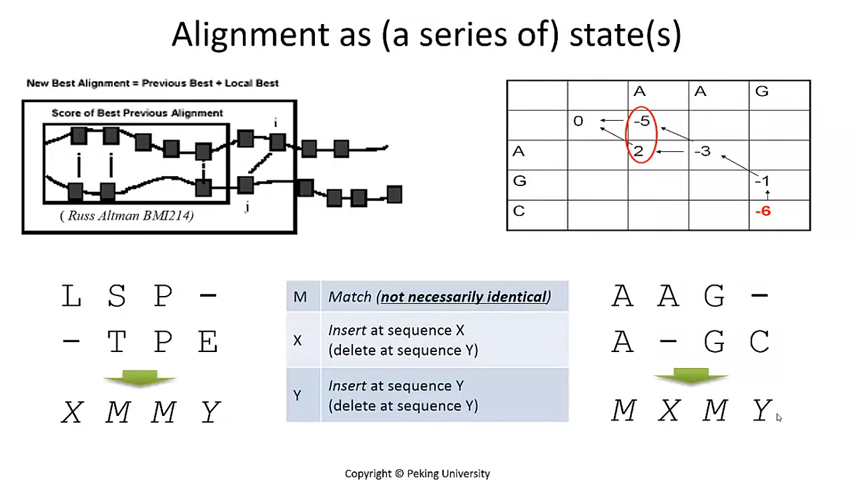 Alignment as (a series of) state(s)
New Best Alignment = Previous Best + Local Best
Score of Best Previous Alignment
i
j
( Russ Altman BMI214)
A A G
0 -5
A 2 -3
G -1
C -6
L S P -
- T P E
X M M Y
M Match (not necessarily identical)
X Insert at sequence X
(delete at sequence Y)
Y Insert at sequence Y
(delete at sequence Y)
A A G -
A - G C
M X M Y
Copyright © Peking University